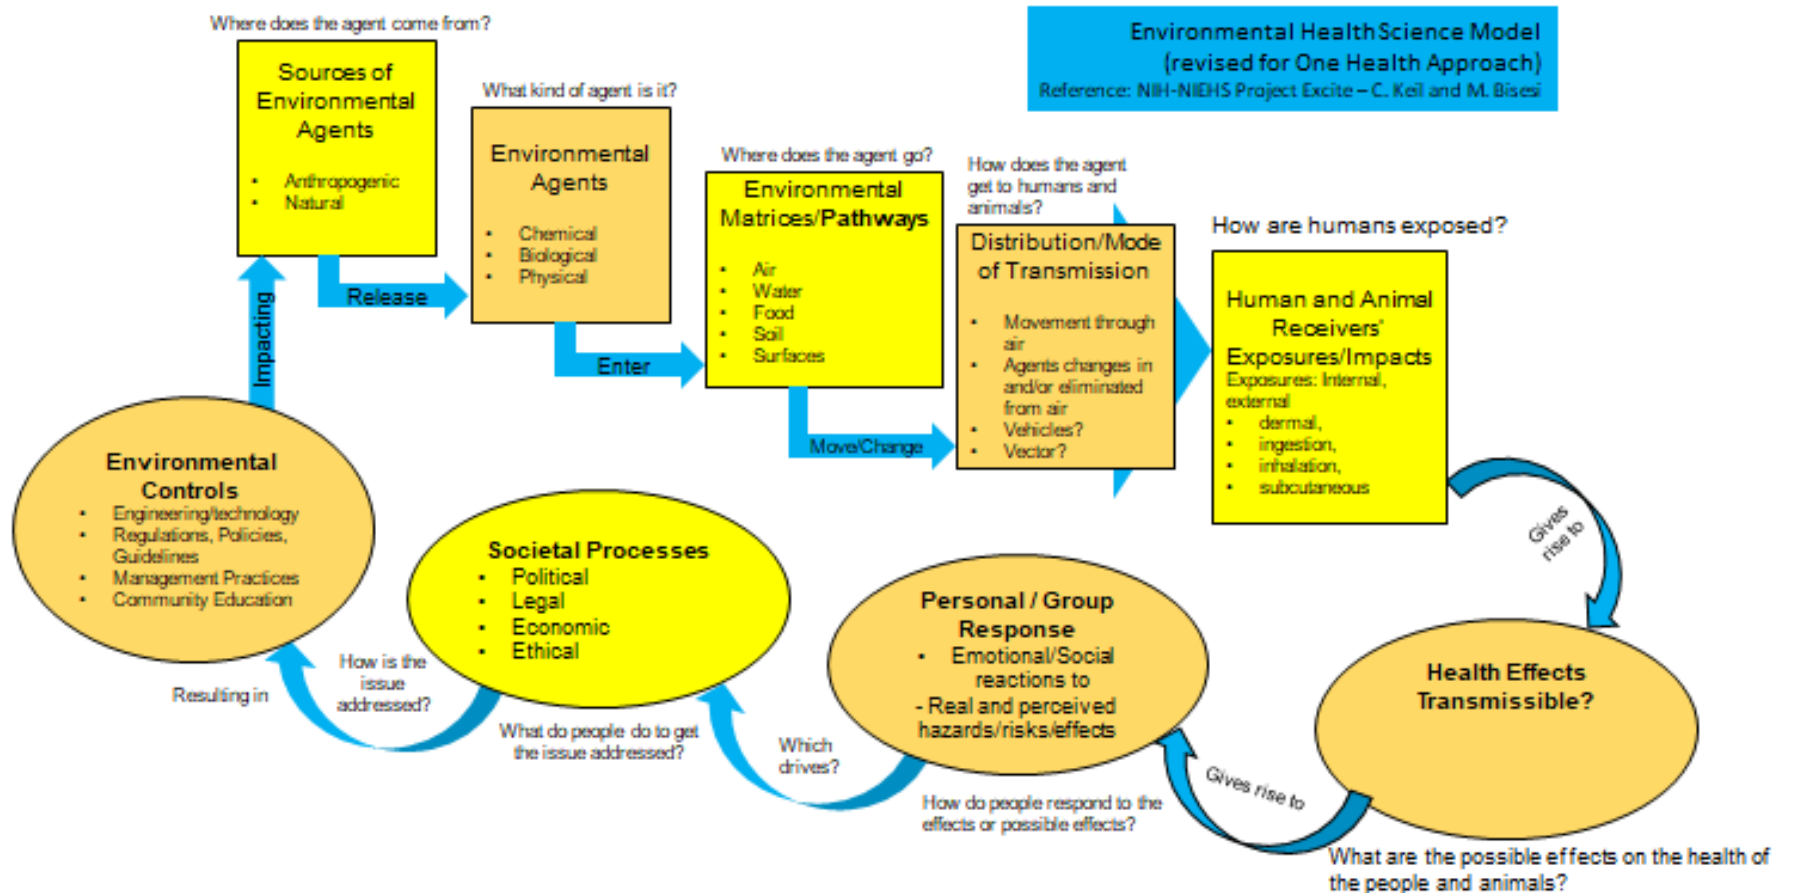 Where does the agent come from?
Sources of
Environmental
Agents
• Anthropogenic
• Natural
Release
What kind of agent is it?
Environmental
Agents
• Chemical
• Biological
• Physical
Enter
Where does the agent go?
Environmental
Matrices/Pathways
• Air
• Water
• Food
• Soil
• Surfaces
Move/Change
How does the agent
get to humans and
animals?
Distribution/Mode
of Transmission
• Movement through
air
• Agents changes in
and/or eliminated
from air
• Vehicles?
• Vector?
Environmental Health Science Model
(revised for One Health Approach)
Reference: NIH-NIEHS Project Excite – C. Keil and M. Bisesi
How are humans exposed?
Human and Animal
Receivers'
Exposures/Impacts
Exposures: Internal,
external
• dermal,
• ingestion,
• inhalation,
• subcutaneous
Gives
rise to
Health Effects
Transmissible?
What are the possible effects on the health of
the people and animals?
Gives rise to
Personal / Group
Response
• Emotional/Social
reactions to
- Real and perceived
hazards/risks/effects
How do people respond to the
effects or possible effects?
Which
drives?
Societal Processes
• Political
• Legal
• Economic
• Ethical
What do people do to get
the issue addressed?
How is the
issue
addressed?
Resulting in
Environmental
Controls
• Engineering/technology
• Regulations, Policies,
Guidelines
• Management Practices
• Community Education
Impacting